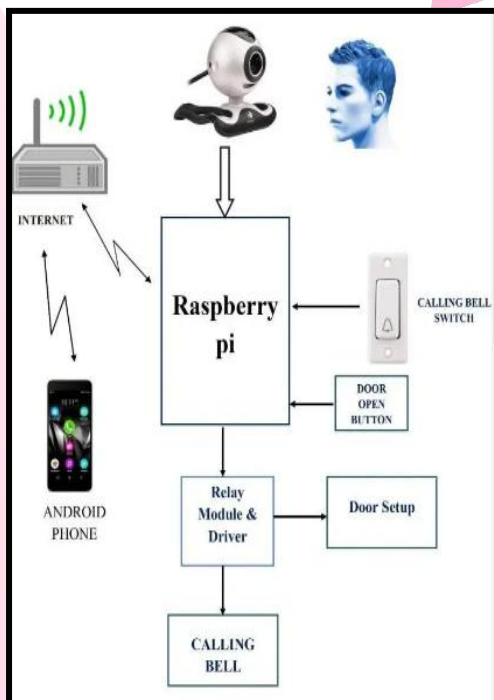 INTERNET
Raspberry
pi
CALLING BELL
SWITCH
DOOR
OPEN
BUTTON
ANDROID
PHONE
Relay
Module &
Driver
Door Setup
CALLING
BELL